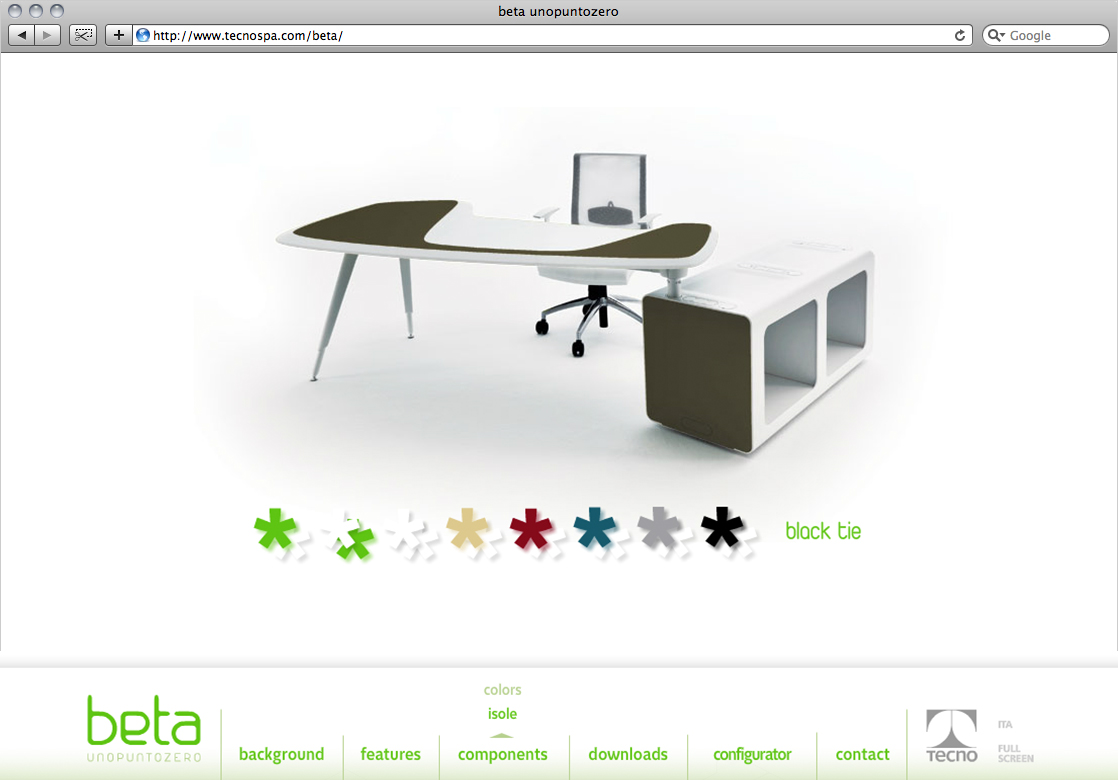 beta unopuntozero
http://www.tecnospa.com/beta/
Google
black tie
colors
isole
beta
UNOPUNTOZERO
background
features
components
downloads
configurator
contact
TECNO
ITA
FULL
SCREEN